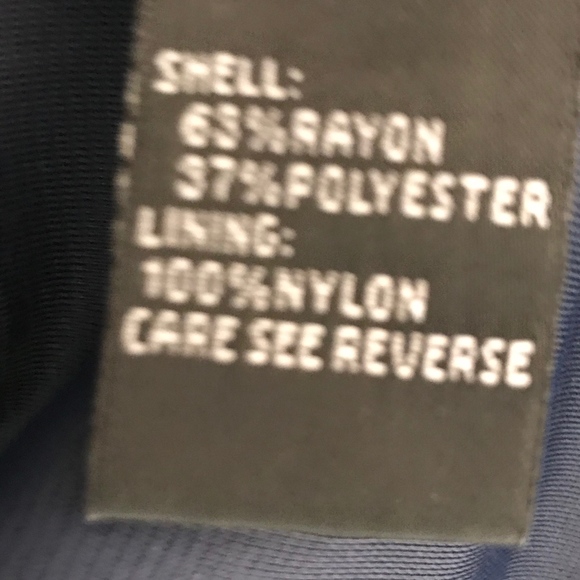 SHELL:
63%RAYON
37%POLYESTER
LINING:
100%NYLON
CARE SEE REVERSE